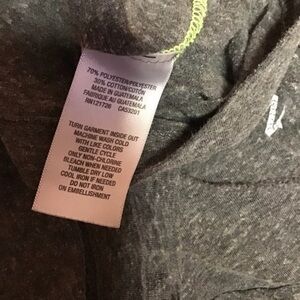 70% POLYESTER/POLYESTER
30% COTTON/COTON
MADE IN GUATEMALA
FABRIQUE AU GUATEMALA
RN121726 CA53201
TURN GARMENT INSIDE OUT
MACHINE WASH COLD
WITH LIKE COLORS
GENTLE CYCLE
ONLY NON-CHLORINE
BLEACH WHEN NEEDED
TUMBLE DRY LOW
COOL IRON IF NEEDED
DO NOT IRON
ON EMBELLISHMENT